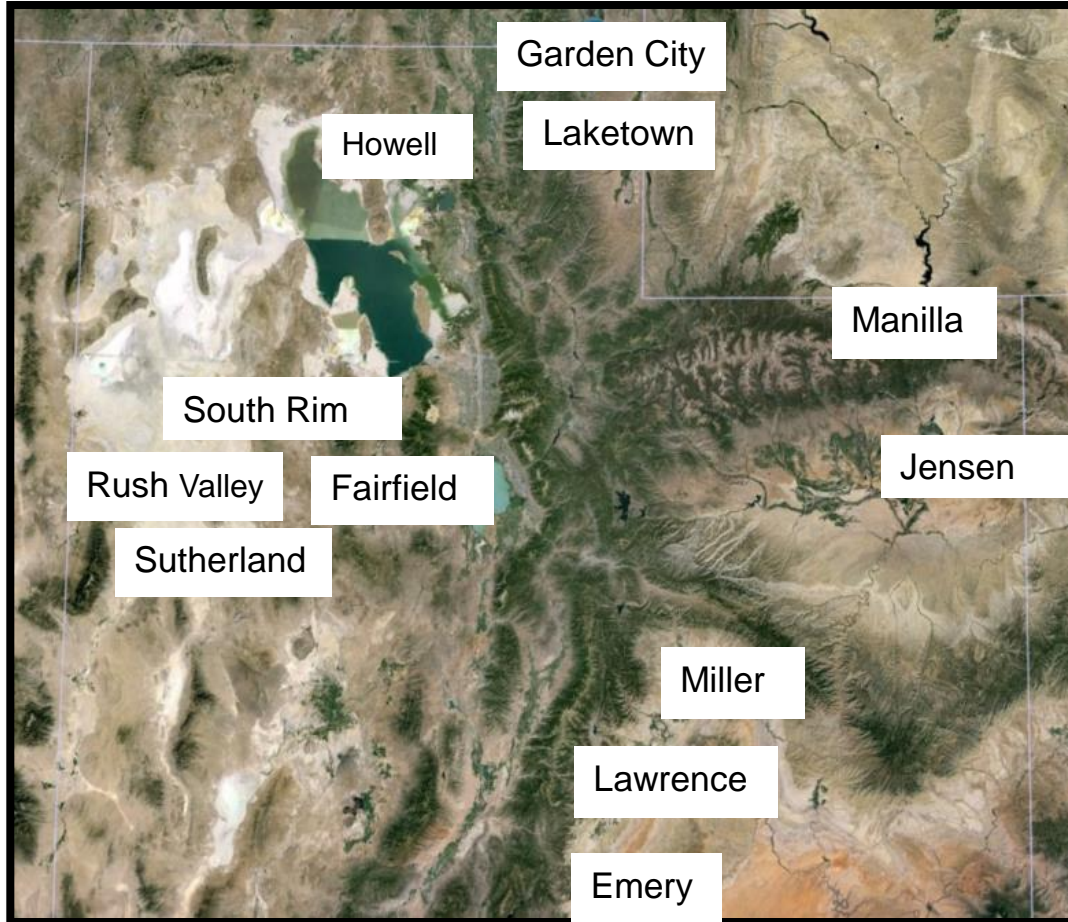 Garden City
Laketown
Howell
Manilla
South Rim
Jensen
Rush Valley
Fairfield
Sutherland
Miller
Lawrence
Emery